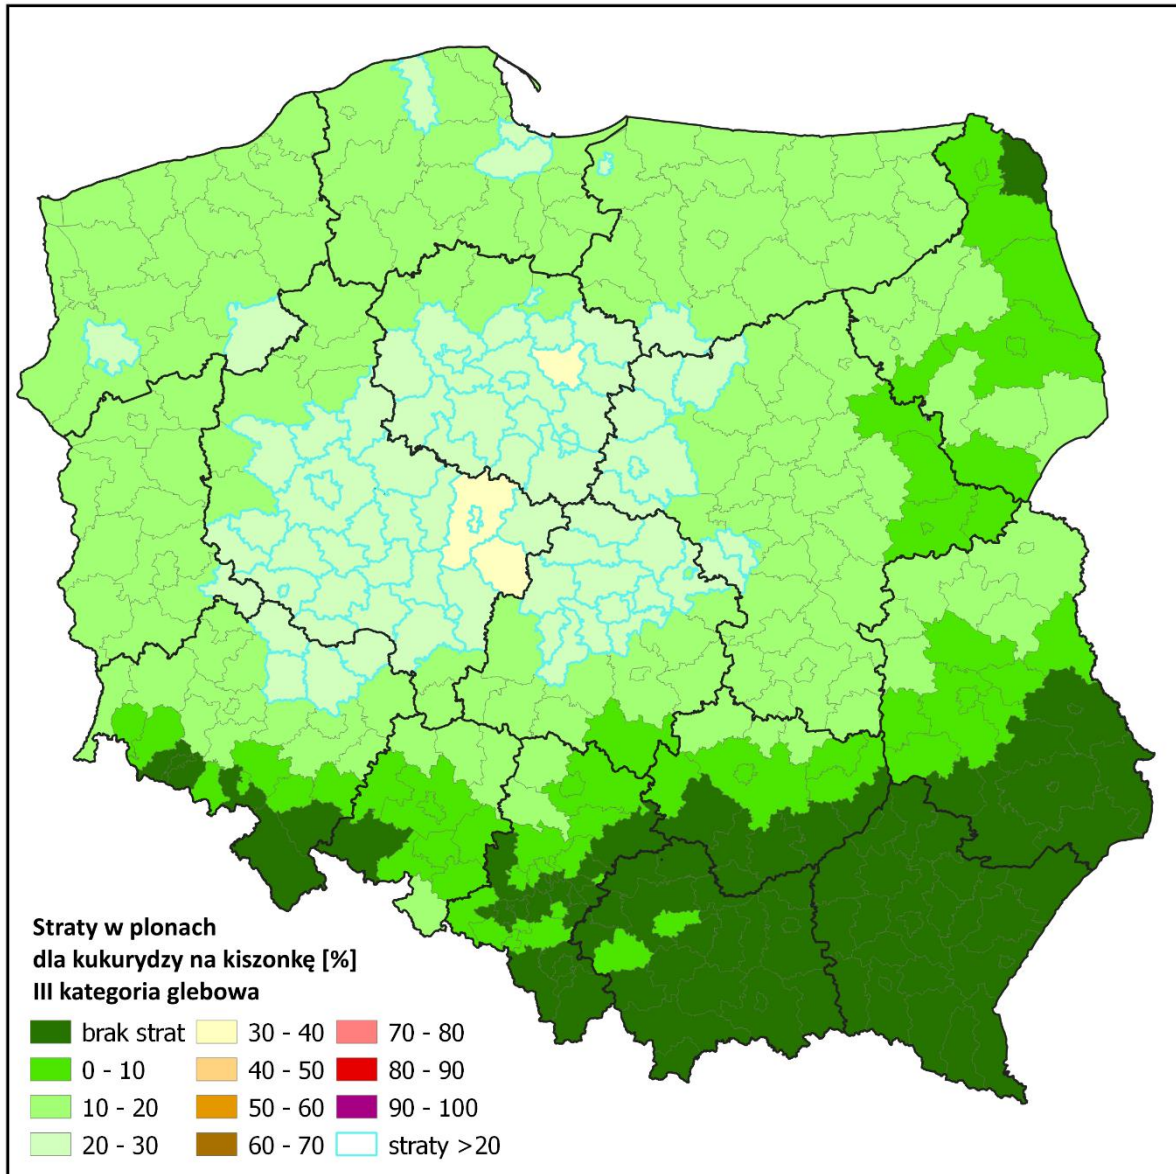 Straty w plonach
dla kukurydzy na kiszonkę [%]
III kategoria glebowa
brak strat
0 - 10
10 - 20
20 - 30
30 - 40
40 - 50
50 - 60
60 - 70
70 - 80
80 - 90
90 - 100
straty >20